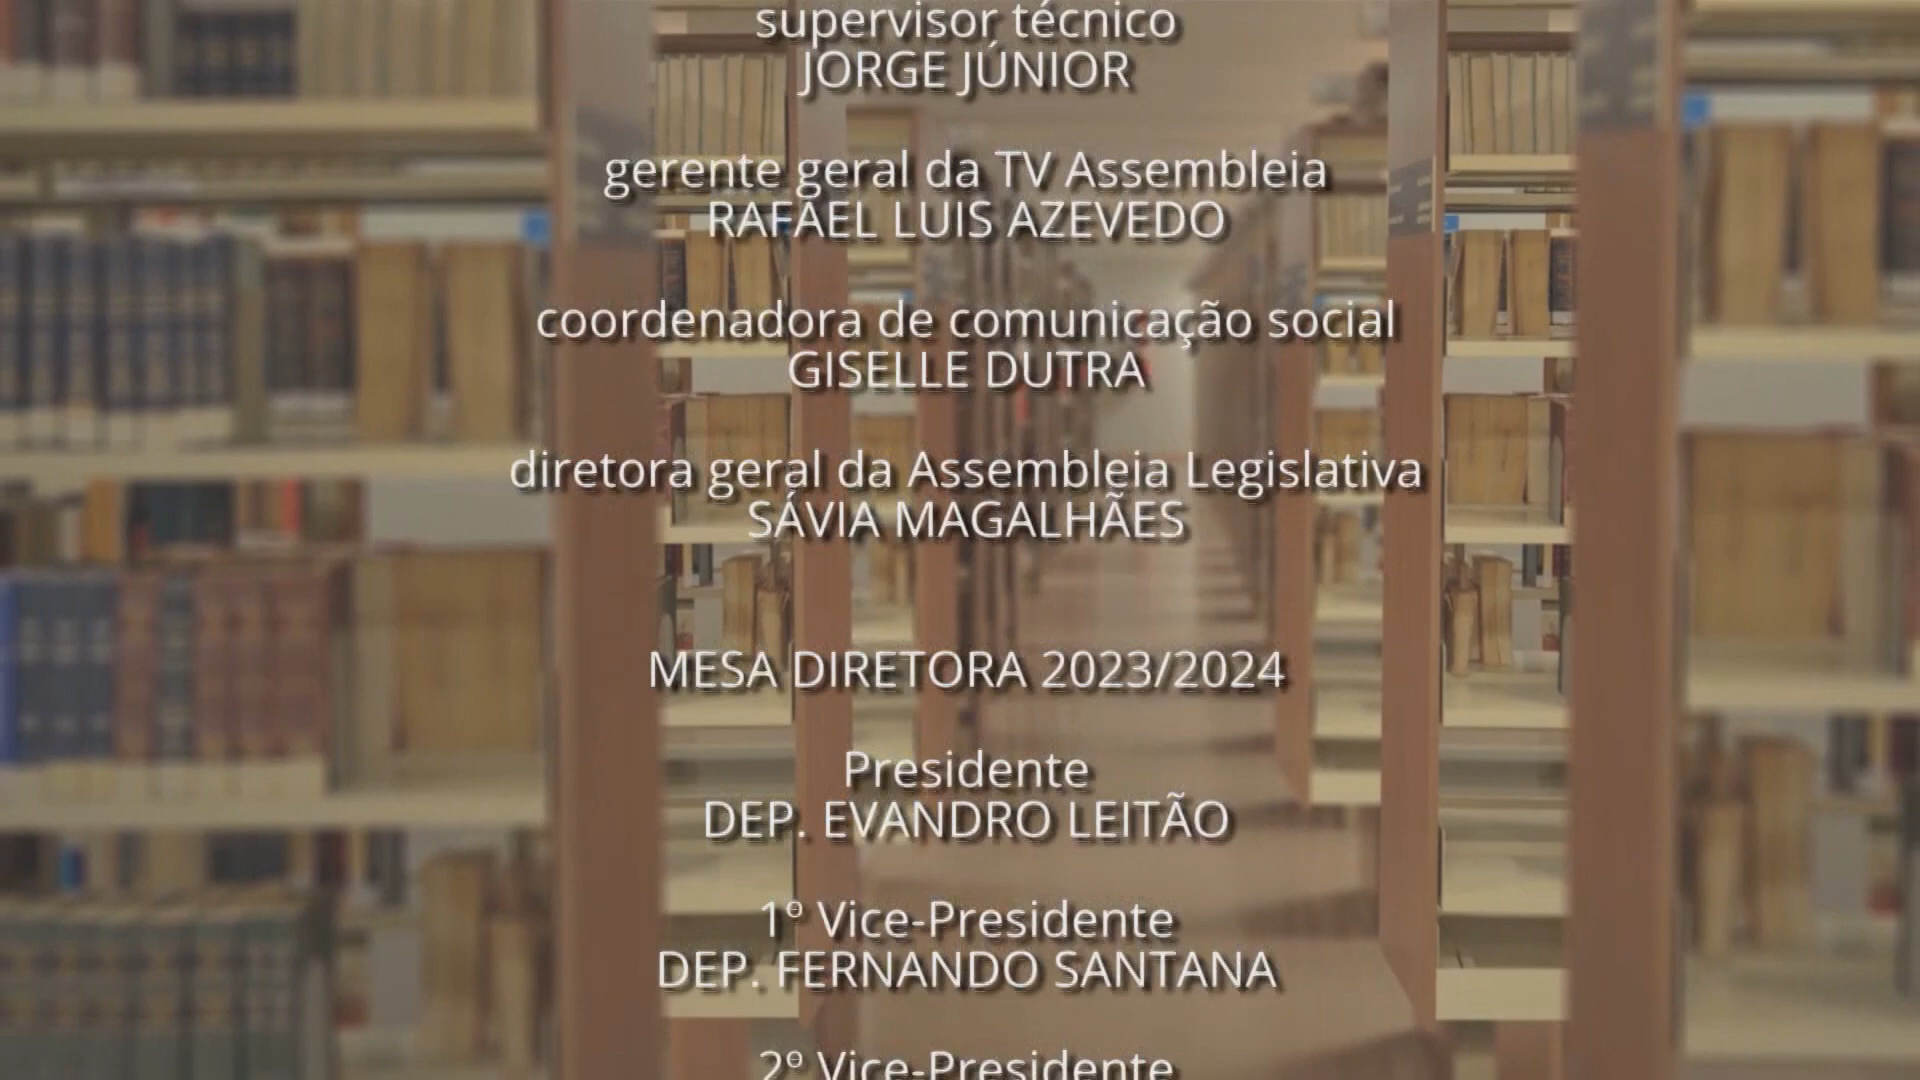 supervisor técnico
JORGE JÚNIOR
gerente geral da TV Assembleia
RAFAEL LUIS AZEVEDO
coordenadora de comunicação social
GISELLE DUTRA
diretora geral da Assembleia Legislativa
SÁVIA MAGALHÃES
MESA DIRETORA 2023/2024
Presidente
DEP. EVANDRO LEITÃO
1º Vice-Presidente
DEP. FERNANDO SANTANA
2º Vice-Presidente